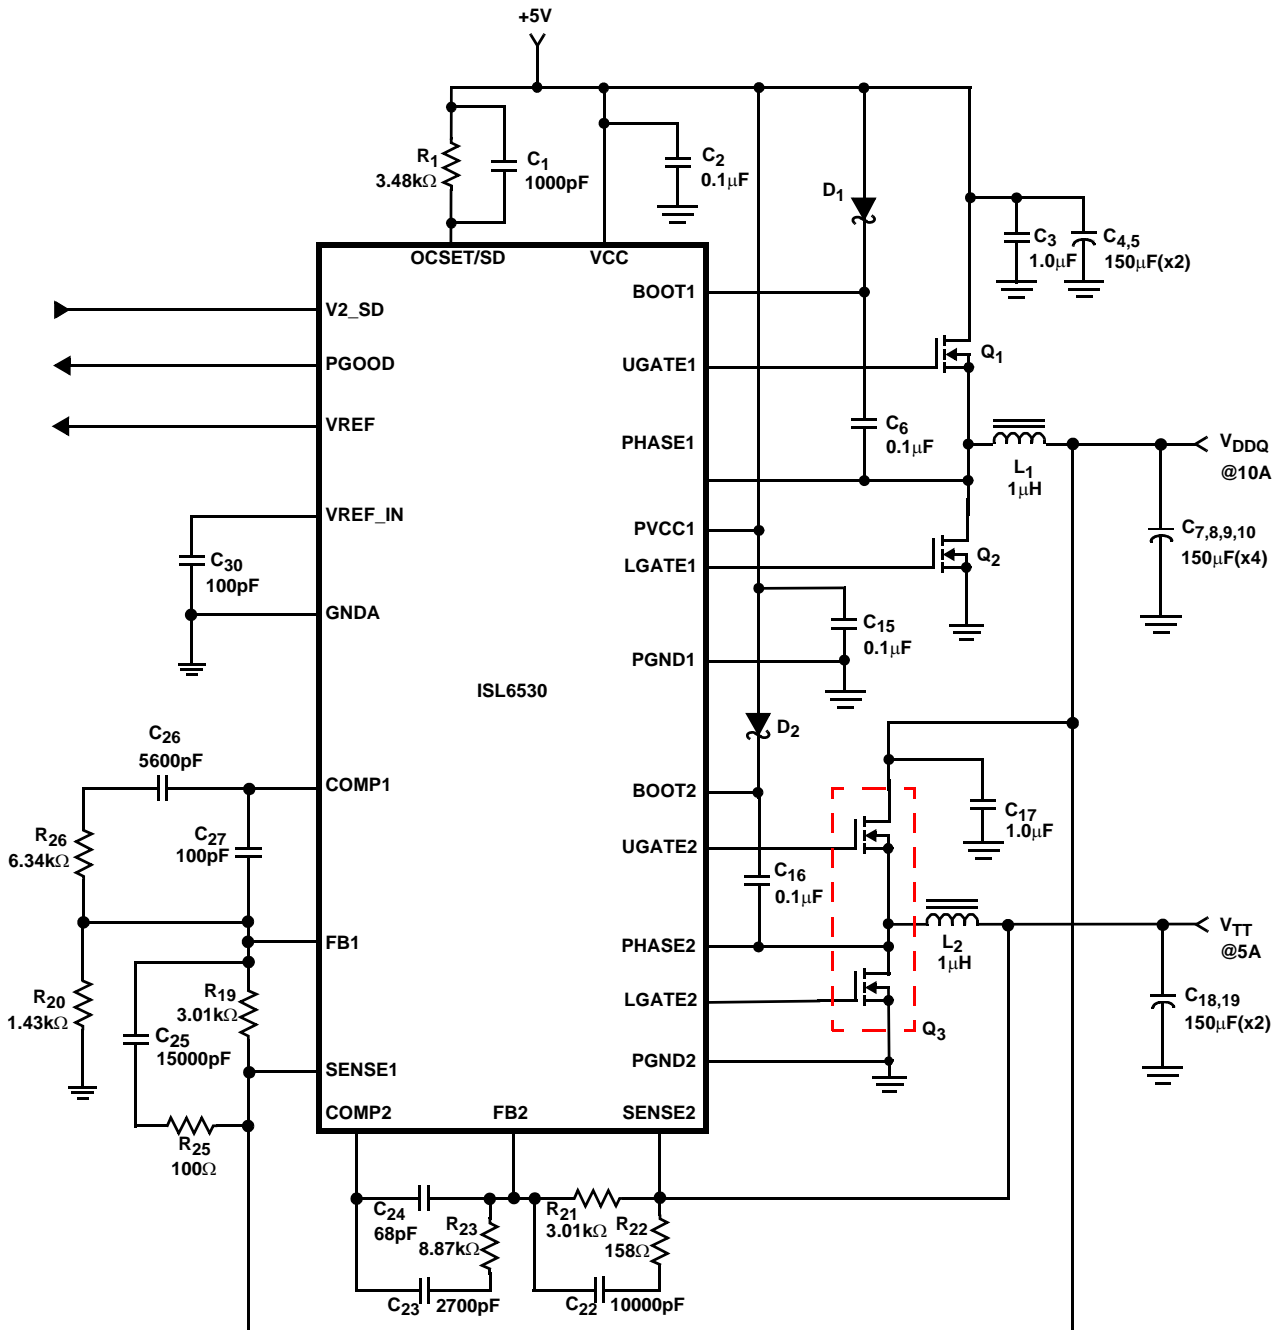 +5V
R1
3.48kΩ
C1
1000pF
C2
0.1μF
D1
C3
1.0μF
C4,5
150μF(x2)
OCSET/SD
VCC
V2_SD
PGOOD
VREF
VREF_IN
GNDA
C30
100pF
BOOT1
UGATE1
PHASE1
PVCC1
LGATE1
PGND1
Q1
C6
0.1μF
L1
1μH
VDDQ
@10A
Q2
C7,8,9,10
150μF(x4)
C15
0.1μF
ISL6530
D2
C26
5600pF
COMP1
R26
6.34kΩ
C27
100pF
BOOT2
UGATE2
C17
1.0μF
C16
0.1μF
FB1
PHASE2
L2
1μH
VTT
@5A
R20
1.43kΩ
R19
3.01kΩ
C25
15000pF
LGATE2
Q3
C18,19
150μF(x2)
SENSE1
PGND2
COMP2
FB2
SENSE2
R25
100Ω
C24
68pF
R23
8.87kΩ
R21
3.01kΩ
R22
158Ω
C23
2700pF
C22
10000pF